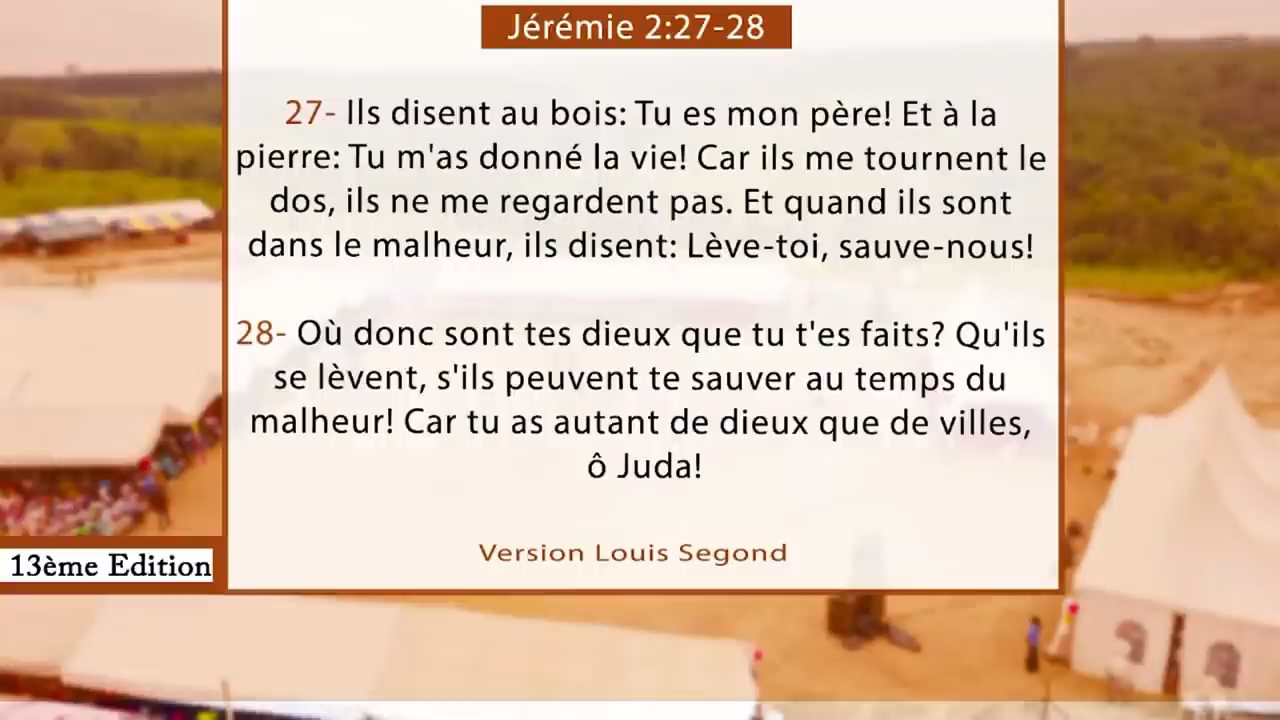 Jérémie 2:27-28
27- Ils disent au bois: Tu es mon père! Et à la
pierre: Tu m'as donné la vie! Car ils me tournent le
dos, ils ne me regardent pas. Et quand ils sont
dans le malheur, ils disent: Lève-toi, sauve-nous!
28- Où donc sont tes dieux que tu t'es faits? Qu'ils
se lèvent, s'ils peuvent te sauver au temps du
malheur! Car tu as autant de dieux que de villes,
ô Juda!
Version Louis Segond
13ème Edition